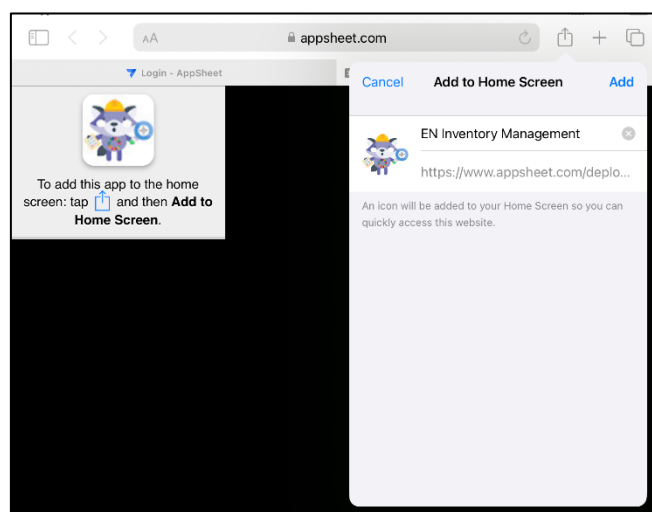 AA
appsheet.com
Login - AppSheet
To add this app to the home
screen: tap and then Add to
Home Screen.
Cancel
Add to Home Screen
Add
EN Inventory Management
https://www.appsheet.com/deplo...
An icon will be added to your Home Screen so you can
quickly access this website.